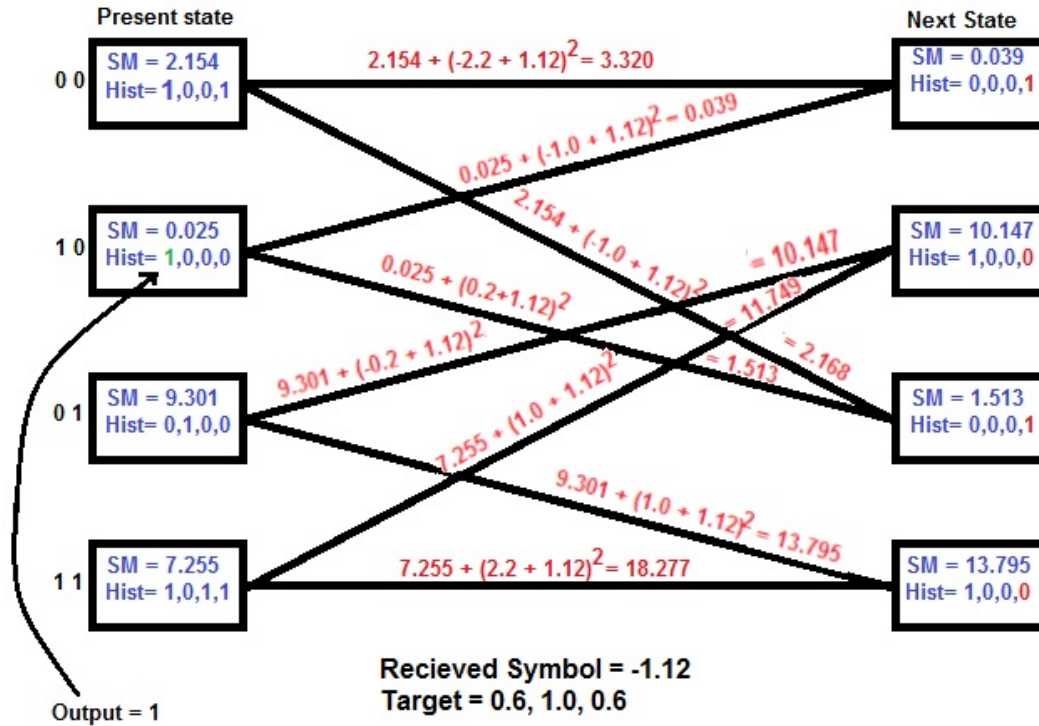 Present state
Next State
0 0
SM = 2.154
Hist= 1,0,0,1
2.154 + (-2.2 + 1.12)2 = 3.320
SM = 0.039
Hist= 0,0,0,1
0.025 + (-1.0 + 1.12)2 = 0.039
2.154 + (-1.0 + 1.12)2
= 2.168
1 0
SM = 0.025
Hist= 1,0,0,0
0.025 + (0.2+1.12)2
= 1.513
= 10.147
SM = 10.147
Hist= 1,0,0,0
= 11.749
9.301 + (-0.2 + 1.12)2
0 1
SM = 9.301
Hist= 0,1,0,0
7.255 + (1.0 + 1.12)2
SM = 1.513
Hist= 0,0,0,1
9.301 + (1.0 + 1.12)2 = 13.795
1 1
SM = 7.255
Hist= 1,0,1,1
7.255 + (2.2 + 1.12)2 = 18.277
SM = 13.795
Hist= 1,0,0,0
Recieved Symbol = -1.12
Target = 0.6, 1.0, 0.6
Output = 1